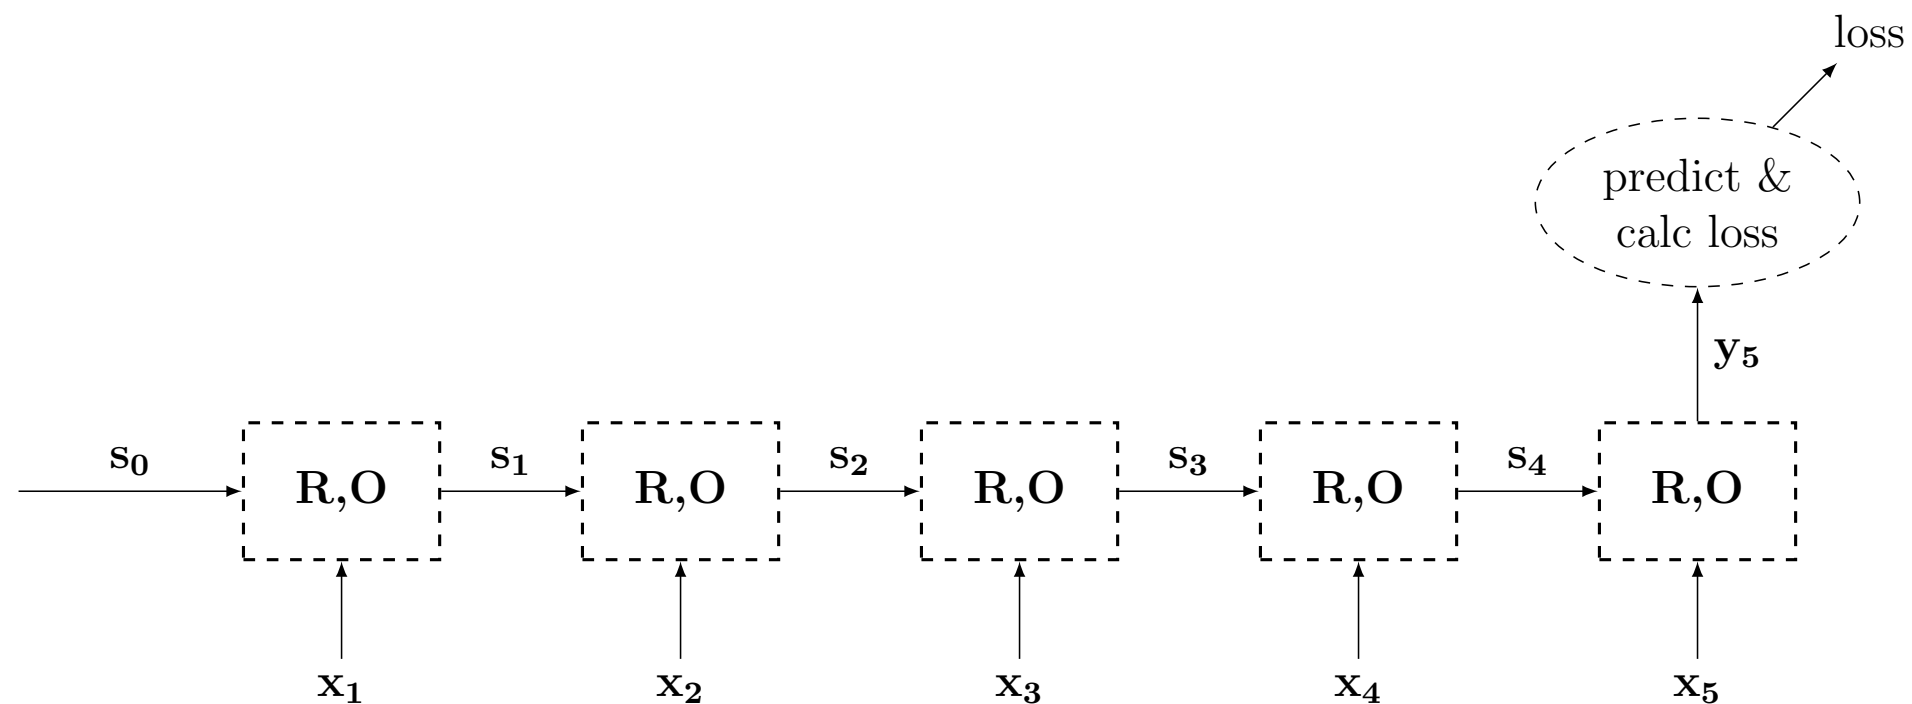 loss
predict &
calc loss
y5
s0 s1 s2 s3 s4
R,O R,O R,O R,O R,O
x1 x2 x3 x4 x5